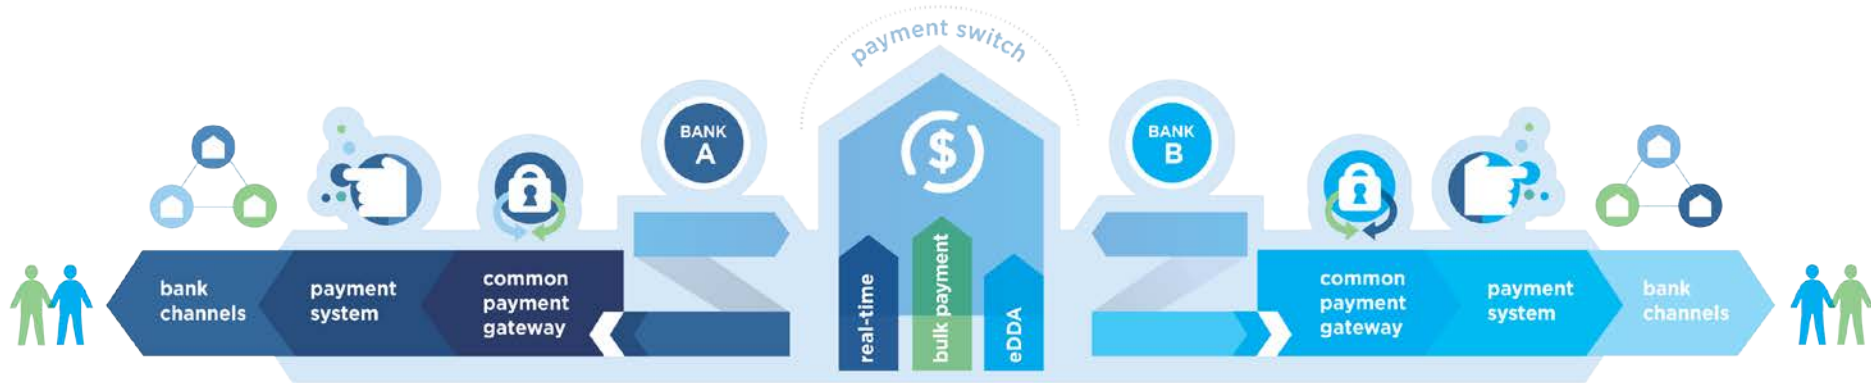 payment switch
BANK
A
BANK
B
bank
channels
payment
system
common
payment
gateway
real-time
bulk payment
eDDA
common
payment
gateway
payment
system
bank
channels